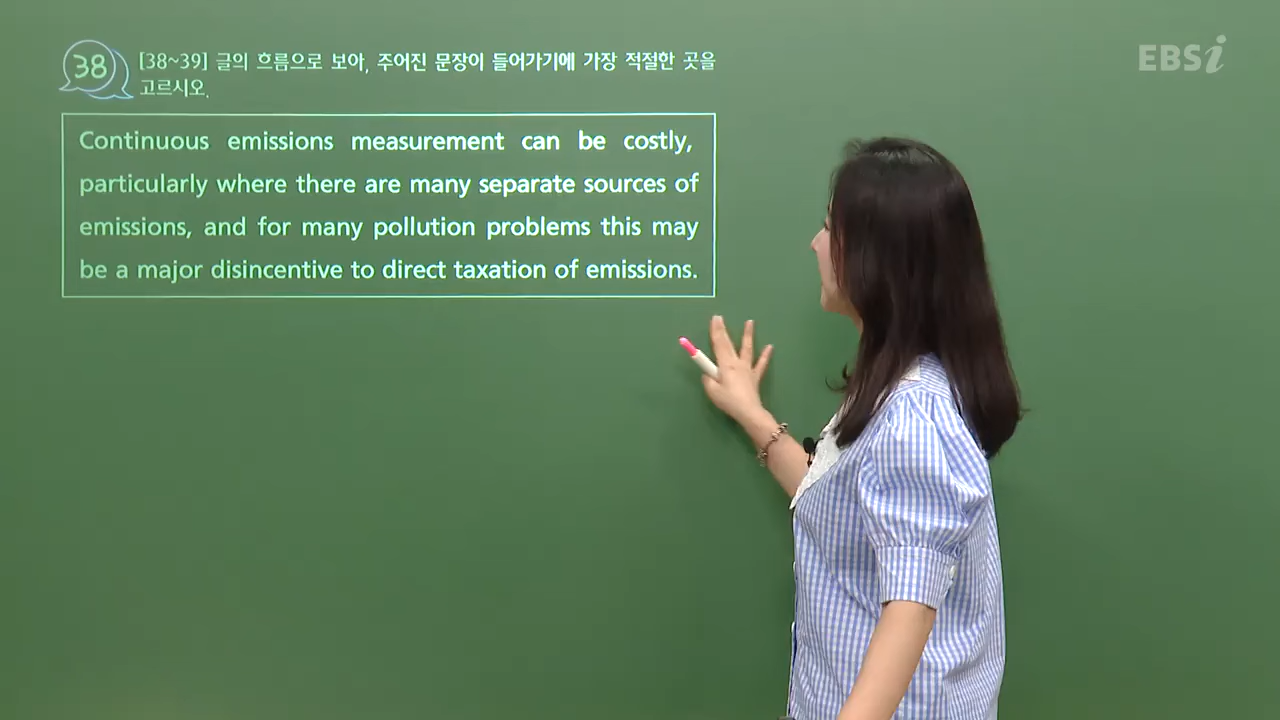 38
[38~39] 글의 흐름으로 보아, 주어진 문장이 들어가기에 가장 적절한 곳을
고르시오.
EBSi
Continuous emissions measurement can be costly,
particularly where there are many separate sources of
emissions, and for many pollution problems this may
be a major disincentive to direct taxation of emissions.